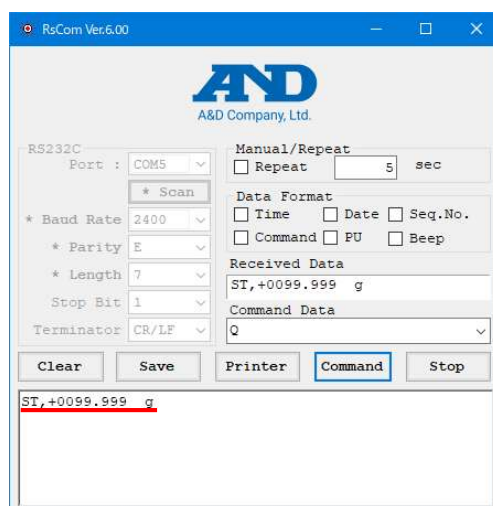 RsCom Ver.6.00
AND
A&D Company, Ltd.
RS232C
Port : COM5
* Scan
* Baud Rate 2400
* Parity E
* Length 7
Stop Bit 1
Terminator CR/LF
Manual/Repeat
Repeat 5 sec
Data Format
Time Date Seq.No.
Command PU Beep
Received Data
ST,+0099.999 g
Command Data
Q
Clear Save Printer Command Stop
ST,+0099.999 g